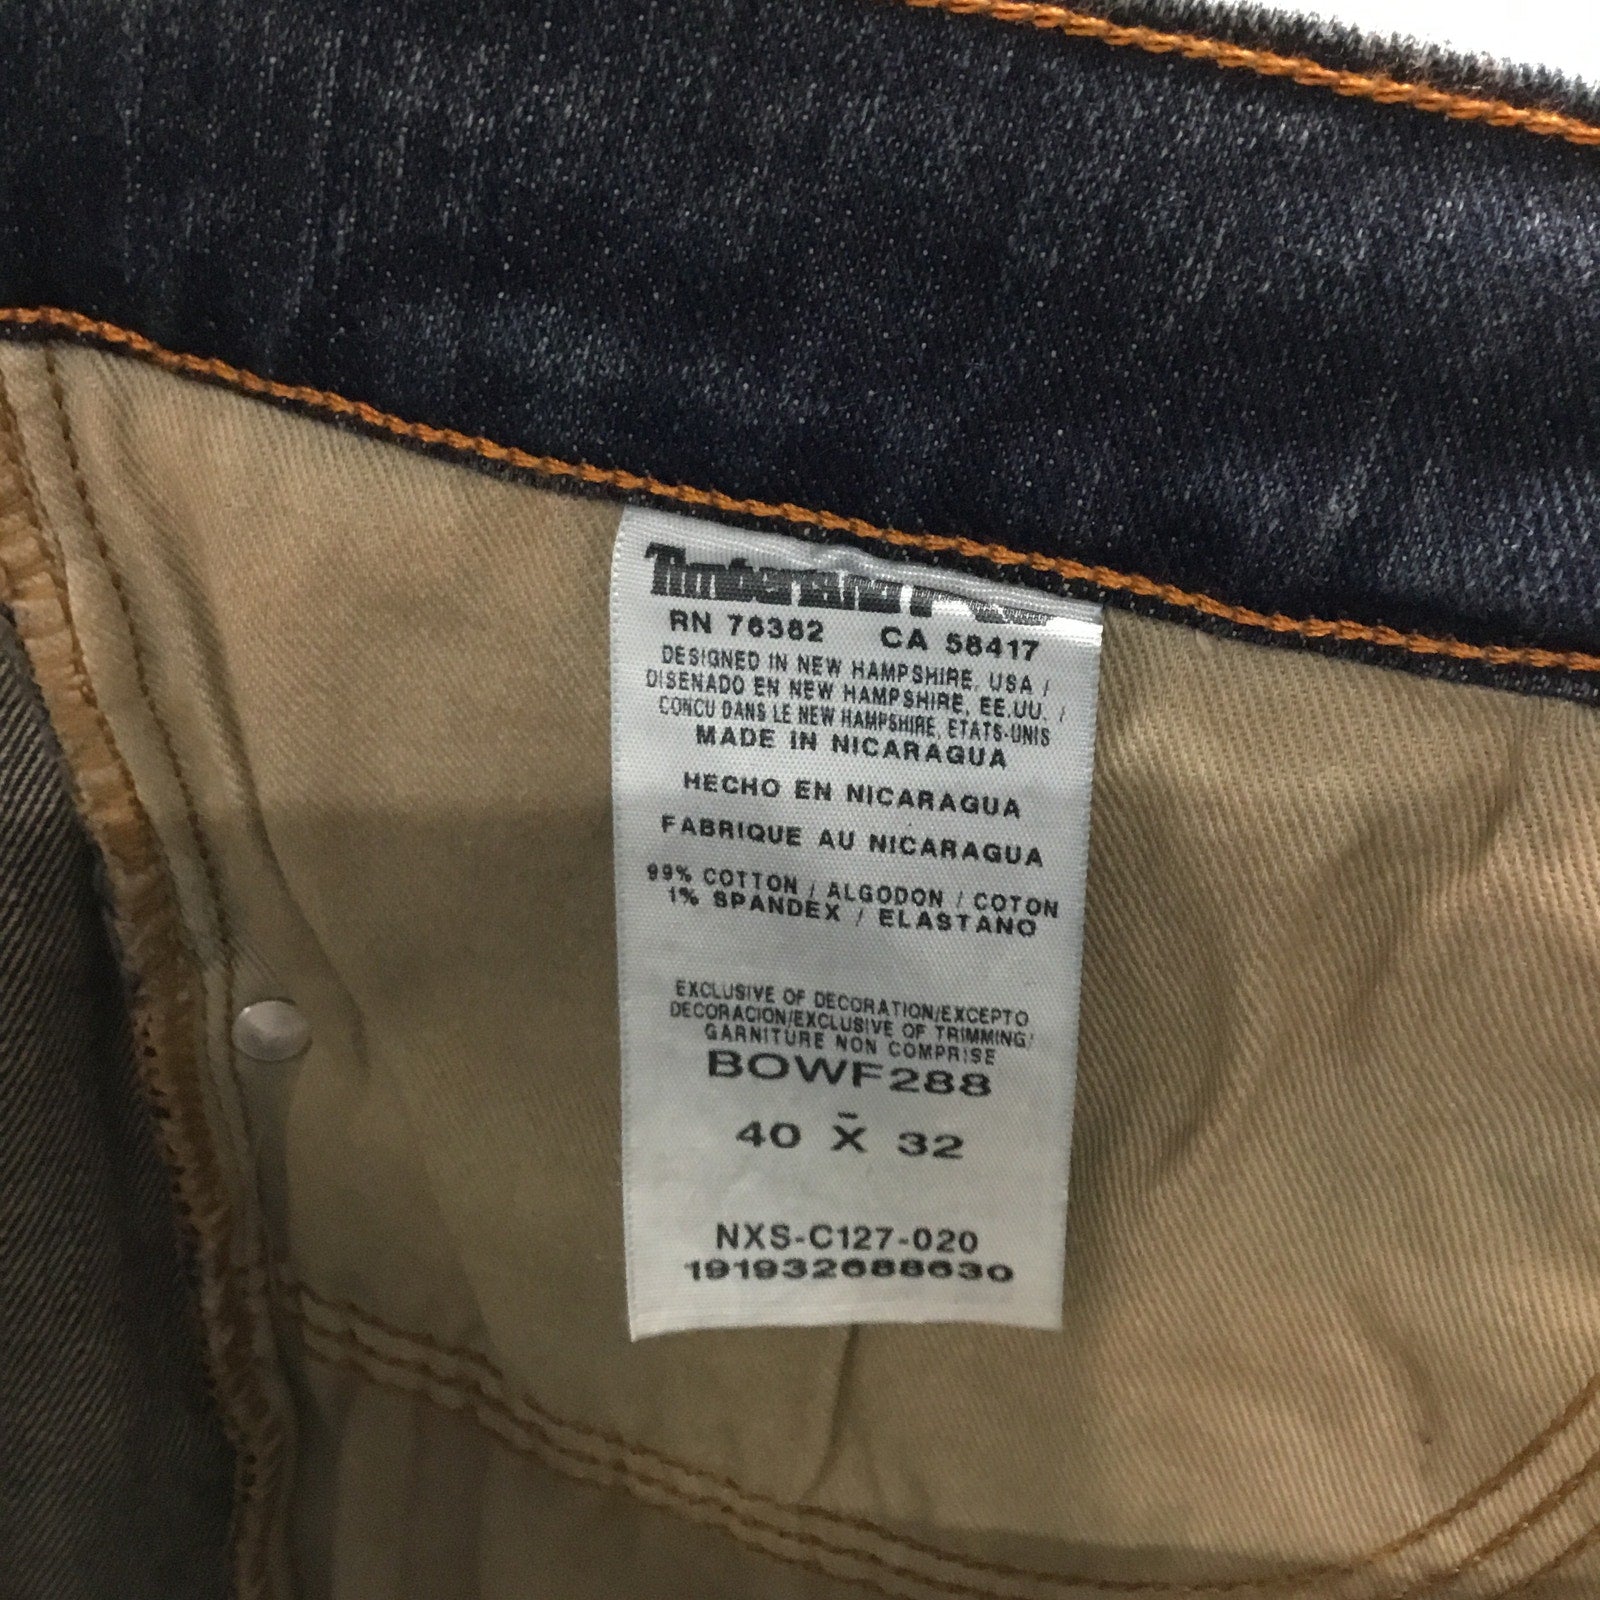 Timberland
RN 76382 CA 58417
DESIGNED IN NEW HAMPSHIRE, USA /
DISENADO EN NEW HAMPSHIRE, EE.UU. /
CONCU DANS LE NEW HAMPSHIRE, ETATS-UNIS
MADE IN NICARAGUA
HECHO EN NICARAGUA
FABRIQUE AU NICARAGUA
99% COTTON / ALGODON / COTON
1% SPANDEX / ELASTANO
EXCLUSIVE OF DECORATION/EXCEPTO
DECORACION/EXCLUSIVE OF TRIMMING/
GARNITURE NON COMPRISE
BOWF288
40 X 32
NXS-C127-020
191932688630